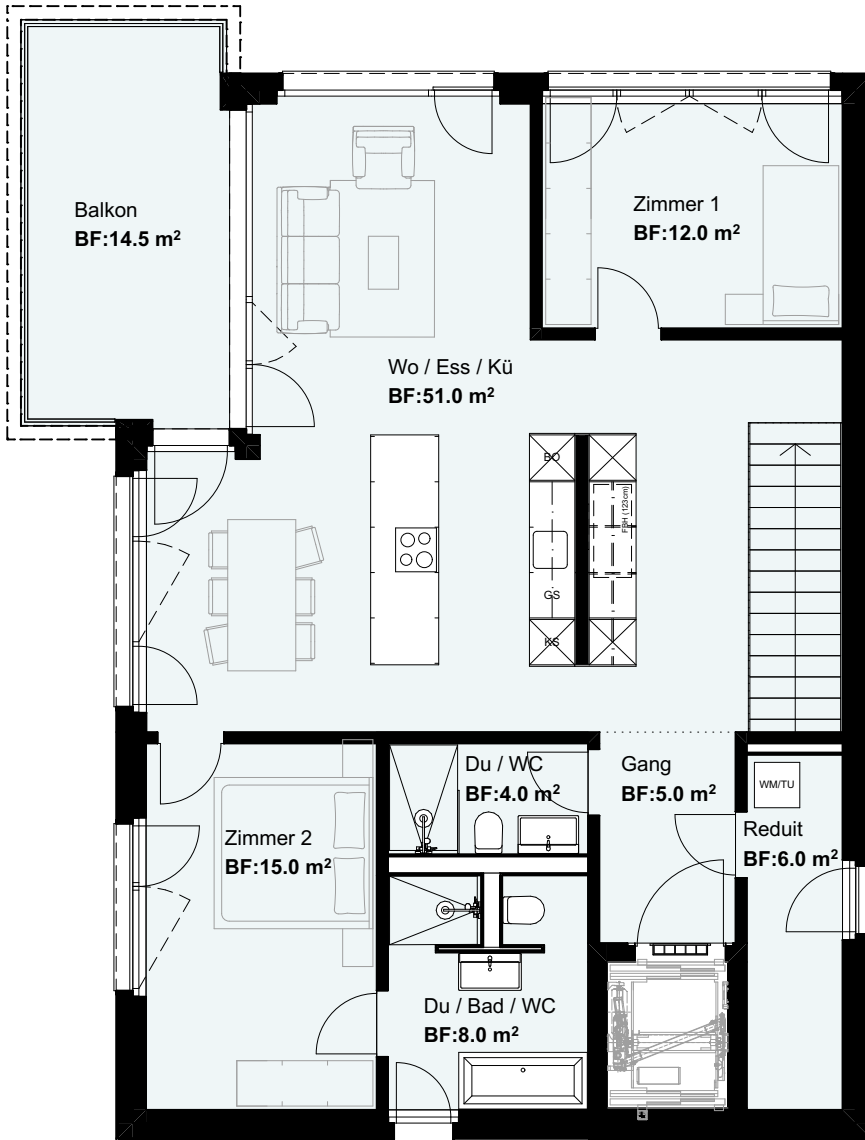 Balkon
BF:14.5 m²
Zimmer 1
BF:12.0 m²
Wo / Ess / Kü
BF:51.0 m²
BO
FBH (123cm)
GS
KS
Du / WC
BF:4.0 m²
Gang
BF:5.0 m²
WM/TU
Reduit
BF:6.0 m²
Zimmer 2
BF:15.0 m²
Du / Bad / WC
BF:8.0 m²